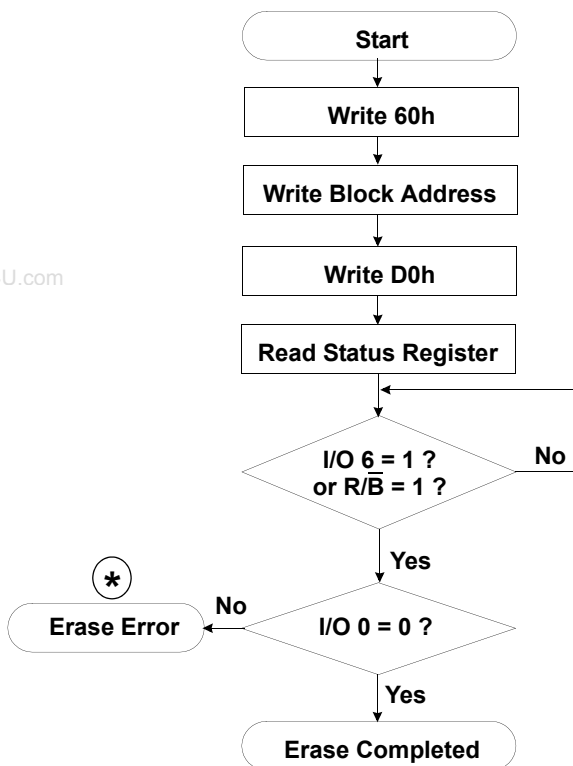 Start
Write 60h
Write Block Address
U.com
Write D0h
Read Status Register
I/O 6 = 1 ?
or R/B̅ = 1 ?
No
Yes
*
No
Erase Error
I/O 0 = 0 ?
Yes
Erase Completed